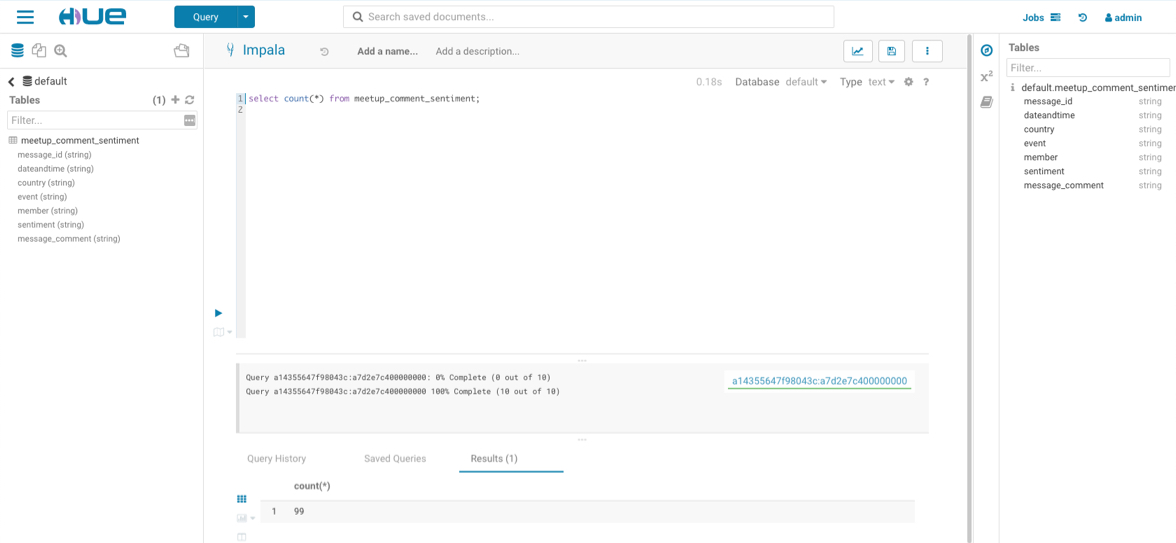 HUE
Query
Search saved documents...
Jobs
admin
default
Tables
(1)
Filter...
meetup_comment_sentiment
message_id (string)
dateandtime (string)
country (string)
event (string)
member (string)
sentiment (string)
message_comment (string)
Impala
Add a name...
Add a description...
0.18s
Database default
Type text
?
1 select count(*) from meetup_comment_sentiment;
2
Query a14355647f98043c:a7d2e7c400000000: 0% Complete (0 out of 10)
Query a14355647f98043c:a7d2e7c400000000 100% Complete (10 out of 10)
a14355647f98043c:a7d2e7c400000000
Query History
Saved Queries
Results (1)
count(*)
1 99
x²
Tables
Filter...
i default.meetup_comment_sentimer
message_id string
dateandtime string
country string
event string
member string
sentiment string
message_comment string